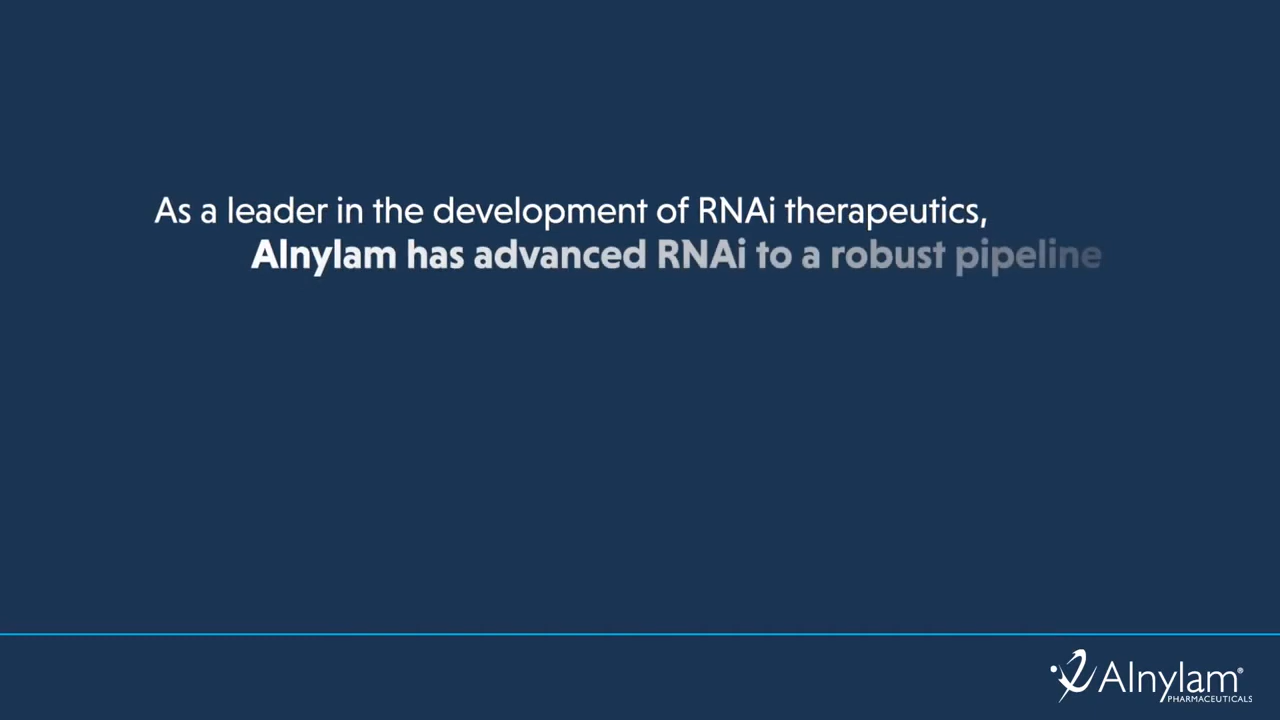 As a leader in the development of RNAi therapeutics,
Alnylam has advanced RNAi to a robust pipeline
Alnylam®
PHARMACEUTICALS